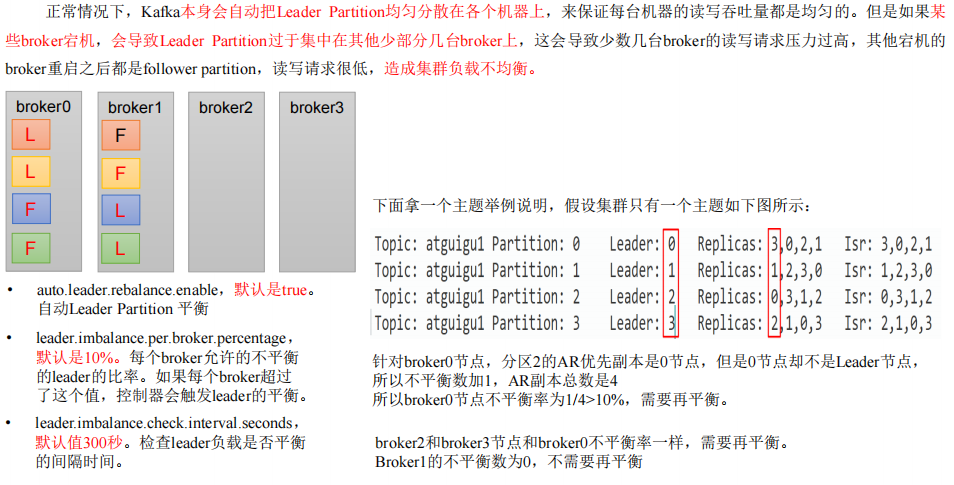 正常情况下，Kafka本身会自动把Leader Partition均匀分散在各个机器上，来保证每台机器的读写吞吐量都是均匀的。但是如果某
些broker宕机，会导致Leader Partition过于集中在其他少部分几台broker上，这会导致少数几台broker的读写请求压力过高，其他宕机的
broker重启之后都是follower partition，读写请求很低，造成集群负载不均衡。
broker0 broker1 broker2 broker3
L F
L F
F L
F L
• auto.leader.rebalance.enable，默认是true。
自动Leader Partition 平衡
• leader.imbalance.per.broker.percentage，
默认是10%。每个broker允许的不平衡
的leader的比率。如果每个broker超过
了这个值，控制器会触发leader的平衡。
• leader.imbalance.check.interval.seconds，
默认值300秒。检查leader负载是否平衡
的间隔时间。
下面拿一个主题举例说明，假设集群只有一个主题如下图所示：
Topic: atguigu1 Partition: 0 Leader: 0 Replicas: 3,0,2,1 Isr: 3,0,2,1
Topic: atguigu1 Partition: 1 Leader: 1 Replicas: 1,2,3,0 Isr: 1,2,3,0
Topic: atguigu1 Partition: 2 Leader: 2 Replicas: 0,3,1,2 Isr: 0,3,1,2
Topic: atguigu1 Partition: 3 Leader: 3 Replicas: 2,1,0,3 Isr: 2,1,0,3
针对broker0节点，分区2的AR优先副本是0节点，但是0节点却不是Leader节点，
所以不平衡数加1，AR副本总数是4
所以broker0节点不平衡率为1/4>10%，需要再平衡。
broker2和broker3节点和broker0不平衡率一样，需要再平衡。
Broker1的不平衡数为0，不需要再平衡